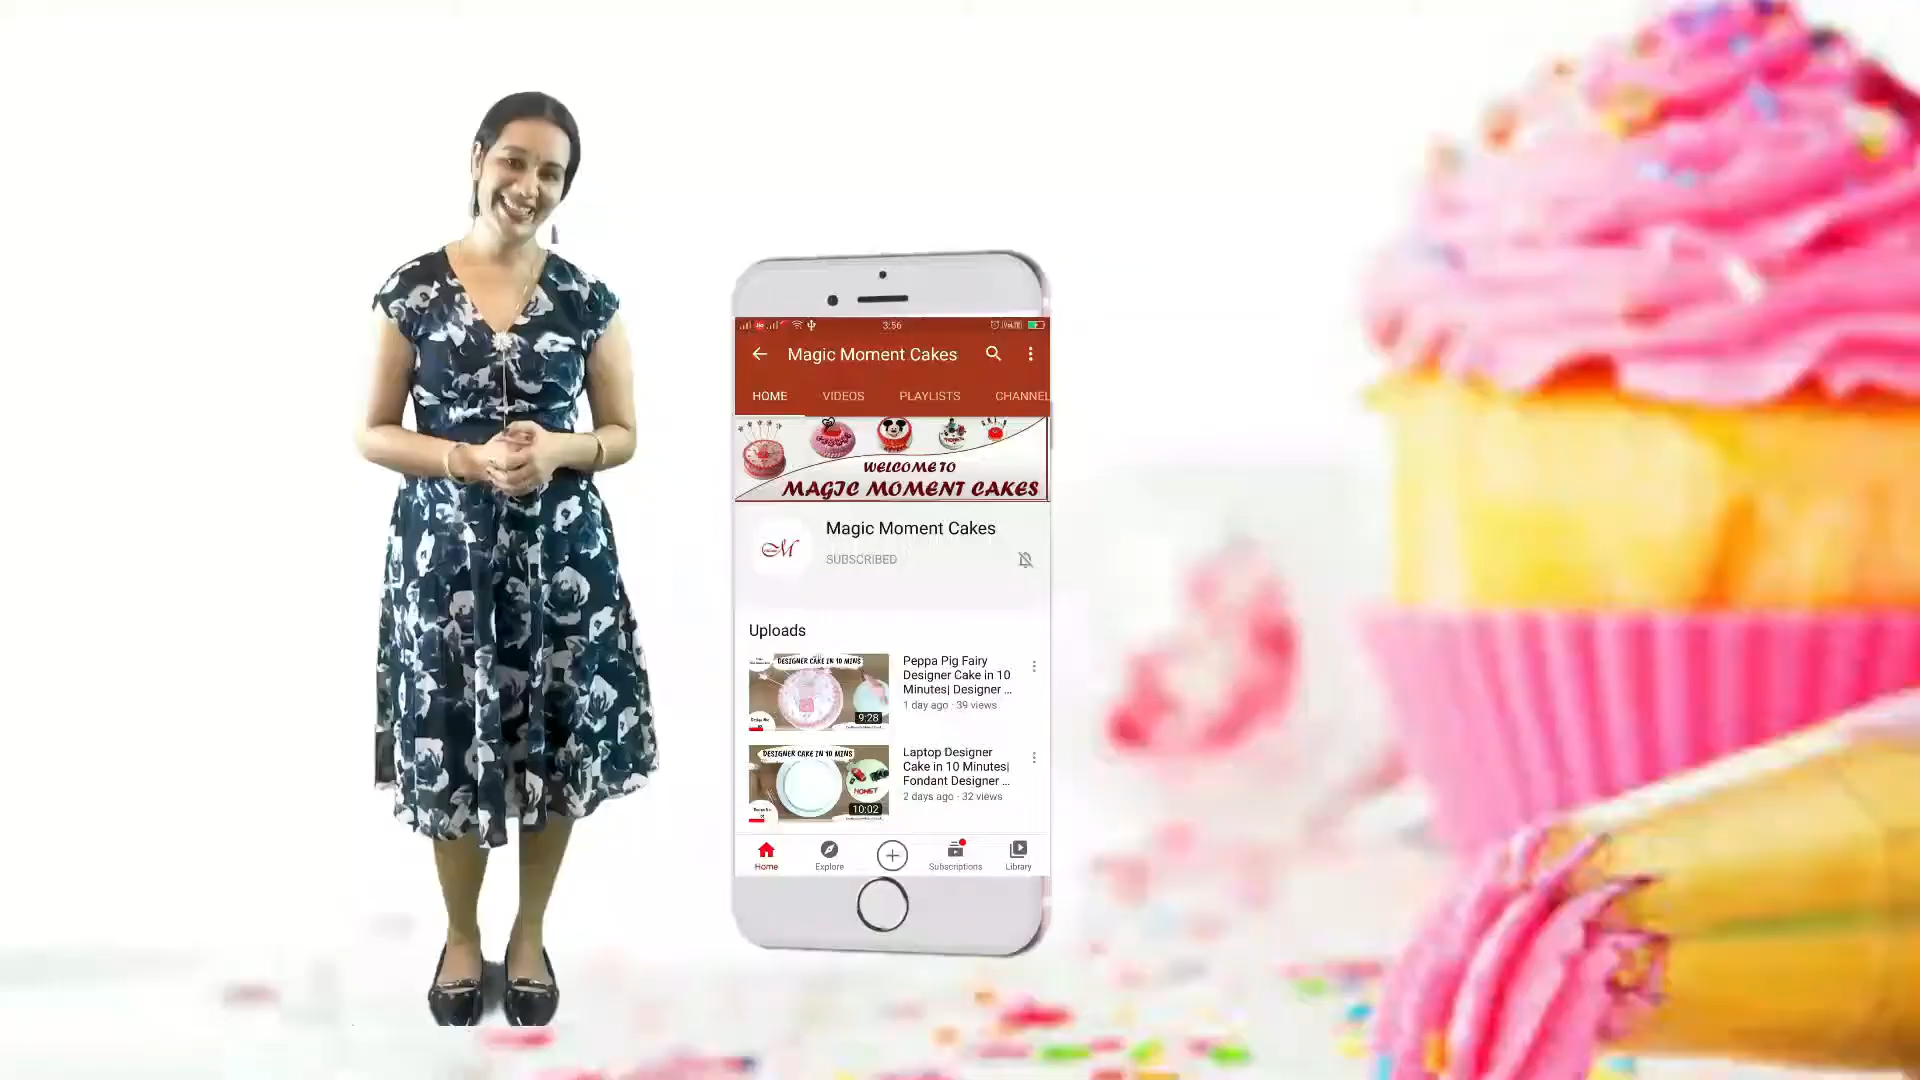 3:56
Magic Moment Cakes
HOME VIDEOS PLAYLISTS CHANNEL
WELCOME TO
MAGIC MOMENT CAKES
M
Magic Moment Cakes
SUBSCRIBED
Uploads
DESIGNER CAKE IN 10 MINS
9:28
Peppa Pig Fairy
Designer Cake in 10
Minutes| Designer ...
1 day ago · 39 views
DESIGNER CAKE IN 10 MINS
10:02
Laptop Designer
Cake in 10 Minutes|
Fondant Designer ...
2 days ago · 32 views
Home Explore Subscriptions Library